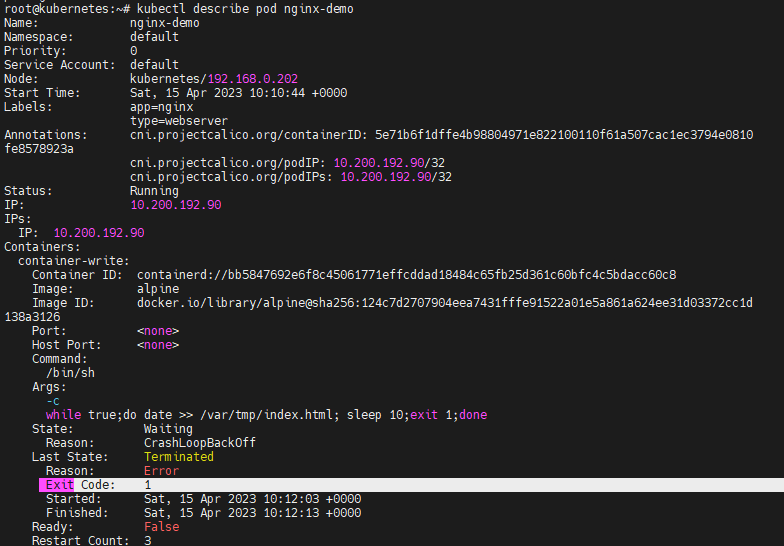 root@kubernetes:~# kubectl describe pod nginx-demo
Name:             nginx-demo
Namespace:        default
Priority:         0
Service Account:  default
Node:             kubernetes/192.168.0.202
Start Time:       Sat, 15 Apr 2023 10:10:44 +0000
Labels:           app=nginx
                  type=webserver
Annotations:      cni.projectcalico.org/containerID: 5e71b6f1dffe4b98804971e822100110f61a507cac1ec3794e0810
fe8578923a
                  cni.projectcalico.org/podIP: 10.200.192.90/32
                  cni.projectcalico.org/podIPs: 10.200.192.90/32
Status:           Running
IP:               10.200.192.90
IPs:
  IP:  10.200.192.90
Containers:
  container-write:
    Container ID:  containerd://bb5847692e6f8c45061771effcddad18484c65fb25d361c60bfc4c5bdacc60c8
    Image:         alpine
    Image ID:      docker.io/library/alpine@sha256:124c7d2707904eea7431fffe91522a01e5a861a624ee31d03372cc1d
138a3126
    Port:          <none>
    Host Port:     <none>
    Command:
      /bin/sh
    Args:
      -c
      while true;do date >> /var/tmp/index.html; sleep 10;exit 1;done
    State:          Waiting
      Reason:       CrashLoopBackOff
    Last State:     Terminated
      Reason:       Error
      Exit Code:    1
      Started:      Sat, 15 Apr 2023 10:12:03 +0000
      Finished:     Sat, 15 Apr 2023 10:12:13 +0000
    Ready:          False
    Restart Count:  3